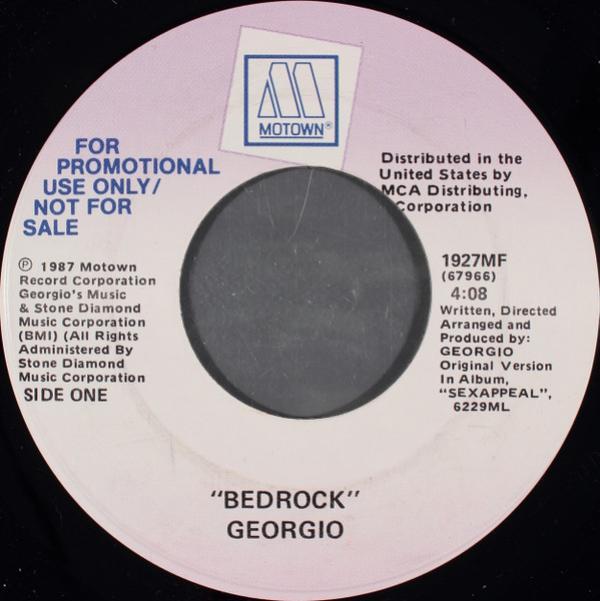 MOTOWN®
FOR
PROMOTIONAL
USE ONLY/
NOT FOR
SALE
Distributed in the
United States by
MCA Distributing,
Corporation
℗ 1987 Motown
Record Corporation
Georgio's Music
& Stone Diamond
Music Corporation
(BMI) (All Rights
Administered By
Stone Diamond
Music Corporation
SIDE ONE
1927MF
(67966)
4:08
Written, Directed
Arranged and
Produced by:
GEORGIO
Original Version
In Album,
"SEXAPPEAL",
6229ML
"BEDROCK"
GEORGIO